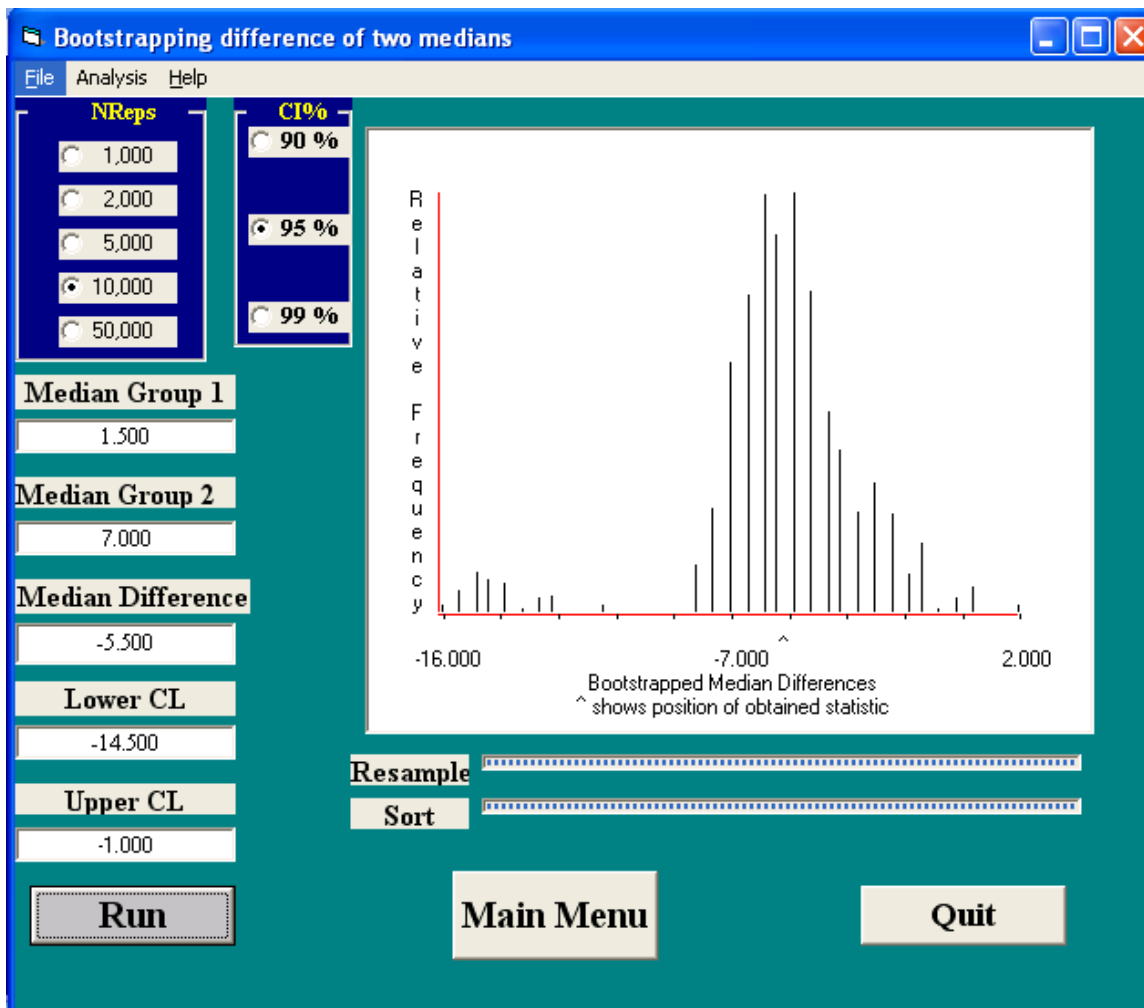 Bootstrapping difference of two medians
File Analysis Help
NReps
1,000
2,000
5,000
10,000
50,000
CI%
90 %
95 %
99 %
Median Group 1
1.500
Median Group 2
7.000
Median Difference
-5.500
Lower CL
-14.500
Upper CL
-1.000
Relative Frequency
^
-16.000 -7.000 2.000
Bootstrapped Median Differences
^ shows position of obtained statistic
Resample
Sort
Run
Main Menu
Quit